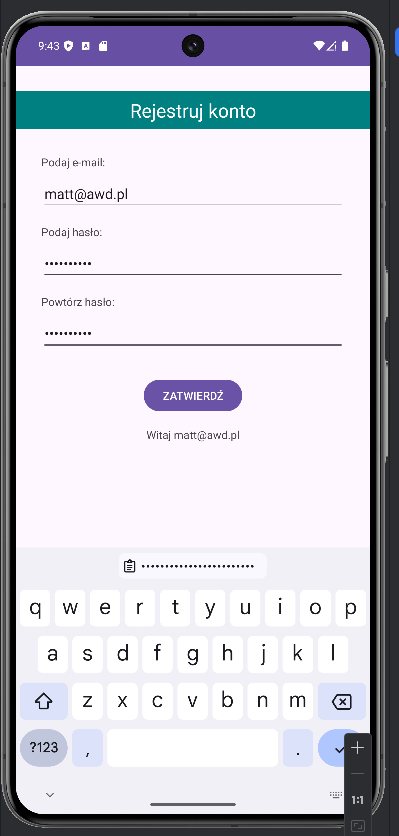 9:43
Rejestruj konto
Podaj e-mail:
matt@awd.pl
Podaj hasło:
••••••••••
Powtórz hasło:
••••••••••
ZATWIERDŹ
Witaj matt@awd.pl
•••••••••••••••••••••••••
q w e r t y u i o p
a s d f g h j k l
z x c v b n m
?123 , .
1:1